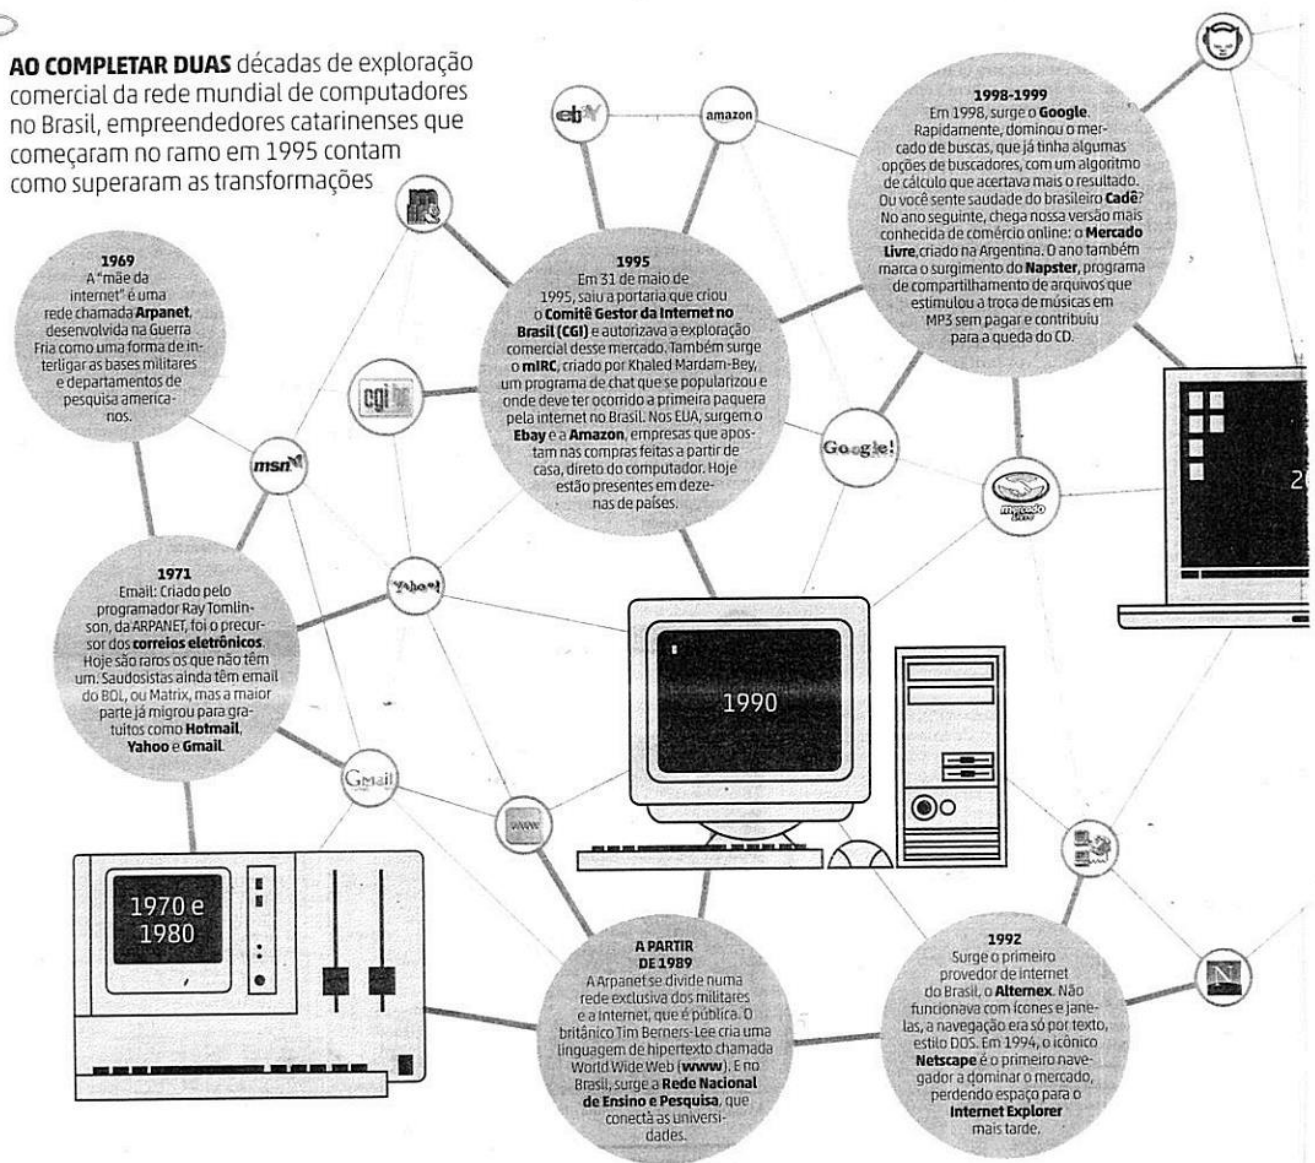 AO COMPLETAR DUAS décadas de exploração
comercial da rede mundial de computadores
no Brasil, empreendedores catarinenses que
começaram no ramo em 1995 contam
como superaram as transformações
1969
A "mãe da
internet" é uma
rede chamada Arpanet,
desenvolvida na Guerra
Fria como uma forma de in-
terligar as bases militares
e departamentos de
pesquisa america-
nos.
msn
1971
Email: Criado pelo
programador Ray Tomlin-
son, da ARPANET, foi o precur-
sor dos correios eletrônicos.
Hoje são raros os que não têm
um. Saudosistas ainda têm email
do BOL, ou Matrix, mas a maior
parte já migrou para gra-
tuitos como Hotmail,
Yahoo e Gmail.
Yahoo!
Gmail
1970 e
1980
www
A PARTIR
DE 1989
A Arpanet se divide numa
rede exclusiva dos militares
e a Internet, que é pública. O
britânico Tim Berners-Lee cria uma
linguagem de hipertexto chamada
World Wide Web (www). E no
Brasil, surge a Rede Nacional
de Ensino e Pesquisa, que
conecta as universi-
dades.
1992
Surge o primeiro
provedor de internet
do Brasil, o Alternex. Não
funcionava com ícones e jane-
las, a navegação era só por texto,
estilo DOS. Em 1994, o icônico
Netscape é o primeiro nave-
gador a dominar o mercado,
perdendo espaço para o
Internet Explorer
mais tarde.
N
1990
ebay
amazon
cgi br
1995
Em 31 de maio de
1995, saiu a portaria que criou
o Comitê Gestor da Internet no
Brasil (CGI) e autorizava a exploração
comercial desse mercado. Também surge
o mIRC, criado por Khaled Mardam-Bey,
um programa de chat que se popularizou e
onde deve ter ocorrido a primeira paquera
pela internet no Brasil. Nos EUA, surgem o
Ebay e a Amazon, empresas que apos-
tam nas compras feitas a partir de
casa, direto do computador. Hoje
estão presentes em deze-
nas de países.
1998-1999
Em 1998, surge o Google.
Rapidamente, dominou o mer-
cado de buscas, que já tinha algumas
opções de buscadores, com um algoritmo
de cálculo que acertava mais o resultado.
Ou você sente saudade do brasileiro Cadê?
No ano seguinte, chega nossa versão mais
conhecida de comércio online: o Mercado
Livre, criado na Argentina. O ano também
marca o surgimento do Napster, programa
de compartilhamento de arquivos que
estimulou a troca de músicas em
MP3 sem pagar e contribuiu
para a queda do CD.
Google!
mercado
livre